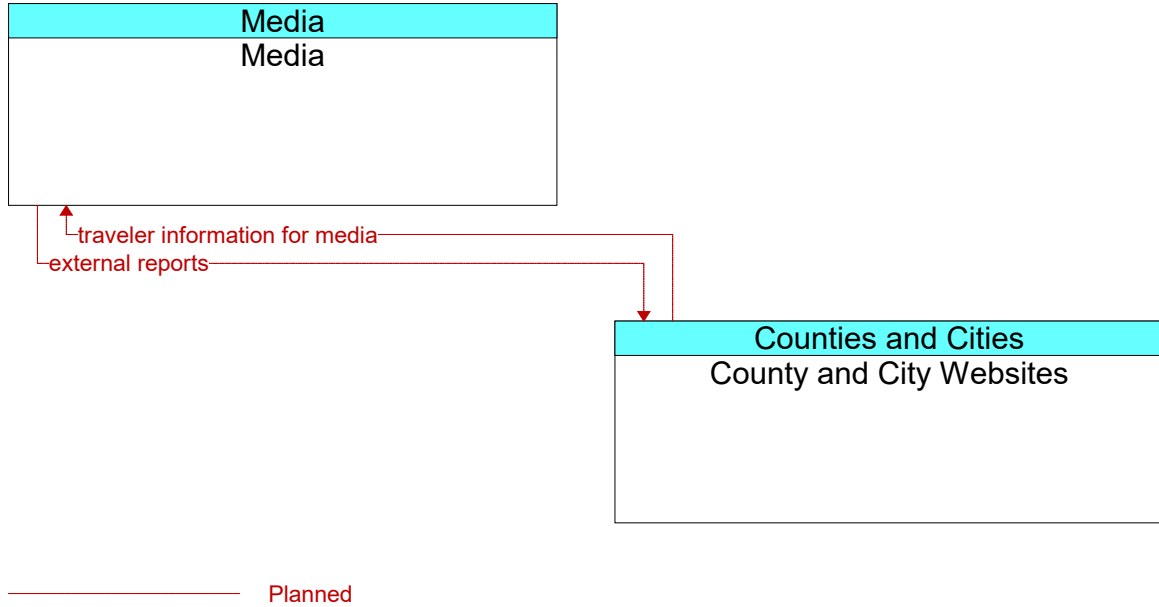 Media
Media
traveler information for media
external reports
Counties and Cities
County and City Websites
Planned